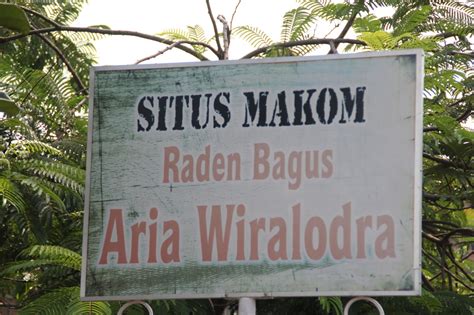 SITUS MAKOM
Raden Bagus
Aria Wiralodra